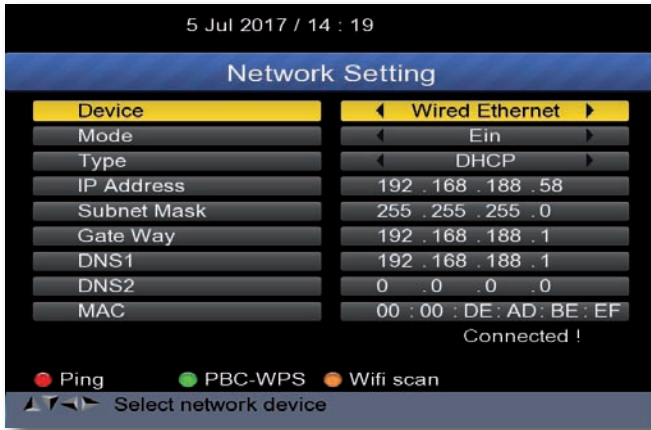 5 Jul 2017 / 14 : 19
Network Setting
Device Wired Ethernet
Mode Ein
Type DHCP
IP Address 192 .168 .188 .58
Subnet Mask 255 .255 .255 .0
Gate Way 192 .168 .188 .1
DNS1 192 .168 .188 .1
DNS2 0 .0 .0 .0
MAC 00 : 00 : DE : AD : BE : EF
Connected !
Ping PBC-WPS Wifi scan
Select network device